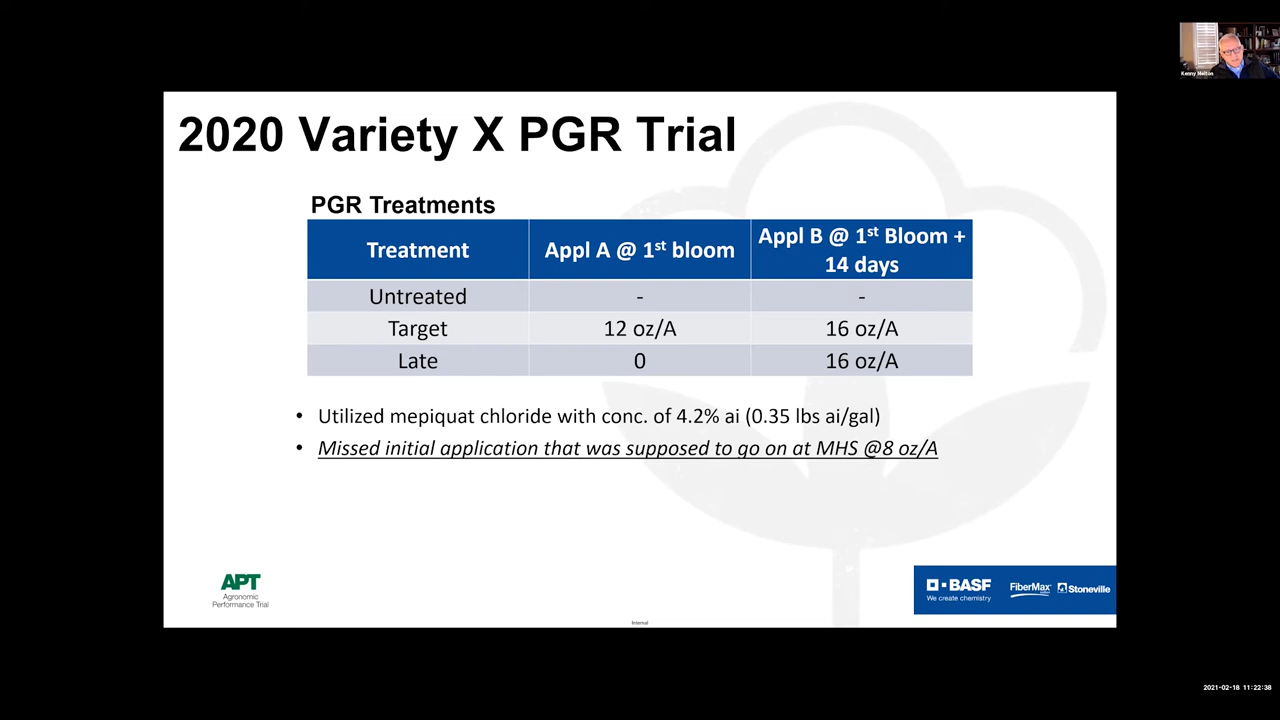 Kenny Melton
2020 Variety X PGR Trial
PGR Treatments
Treatment Appl A @ 1st bloom Appl B @ 1st Bloom +
14 days
Untreated - -
Target 12 oz/A 16 oz/A
Late 0 16 oz/A
• Utilized mepiquat chloride with conc. of 4.2% ai (0.35 lbs ai/gal)
• Missed initial application that was supposed to go on at MHS @8 oz/A
APT
Agronomic
Performance Trial
BASF
We create chemistry
FiberMax
Stoneville
Internal
2021-02-18 11:22:38